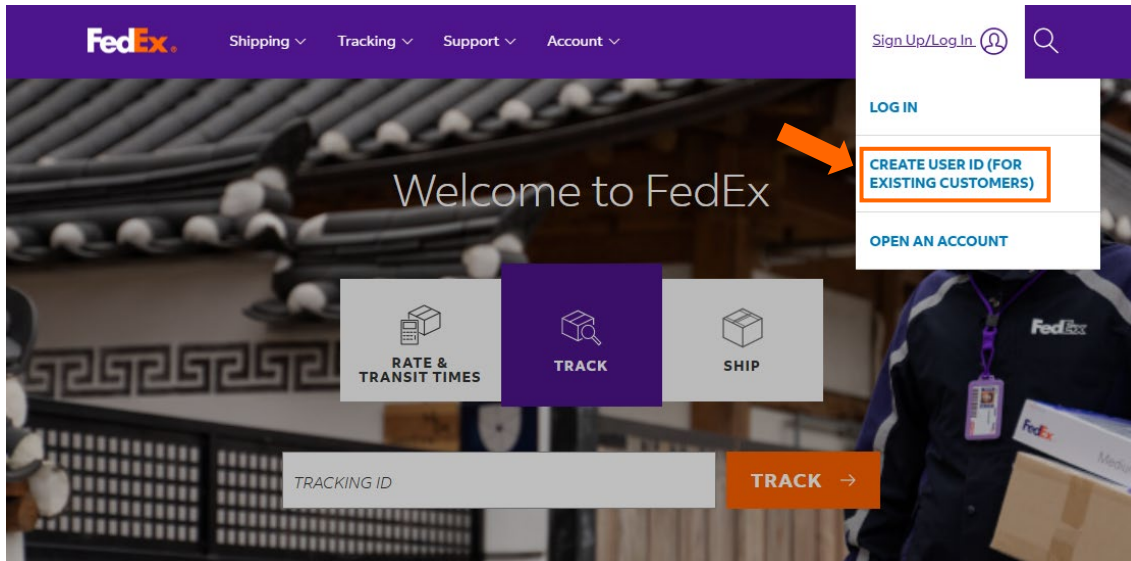 FedEx® Shipping Tracking Support Account Sign Up/Log In
LOG IN
CREATE USER ID (FOR
EXISTING CUSTOMERS)
OPEN AN ACCOUNT
Welcome to FedEx
RATE &
TRANSIT TIMES
TRACK
SHIP
TRACKING ID
TRACK
FedEx
FedEx